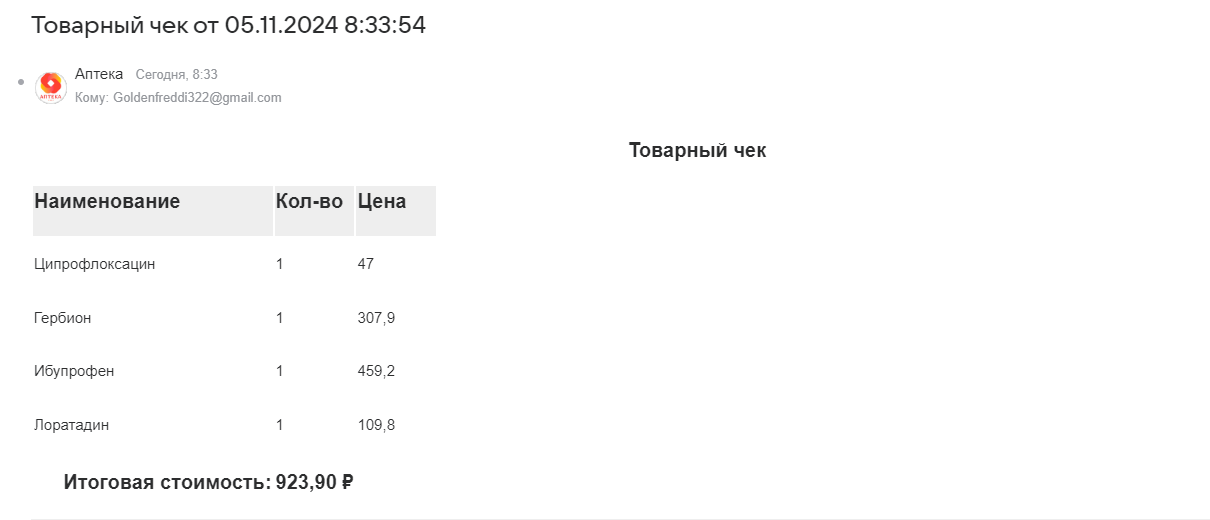 Товарный чек от 05.11.2024 8:33:54
Аптека Сегодня, 8:33
АПТЕКА
Кому: Goldenfreddi322@gmail.com
Товарный чек
Наименование Кол-во Цена
Ципрофлоксацин 1 47
Гербион 1 307,9
Ибупрофен 1 459,2
Лоратадин 1 109,8
Итоговая стоимость: 923,90 ₽